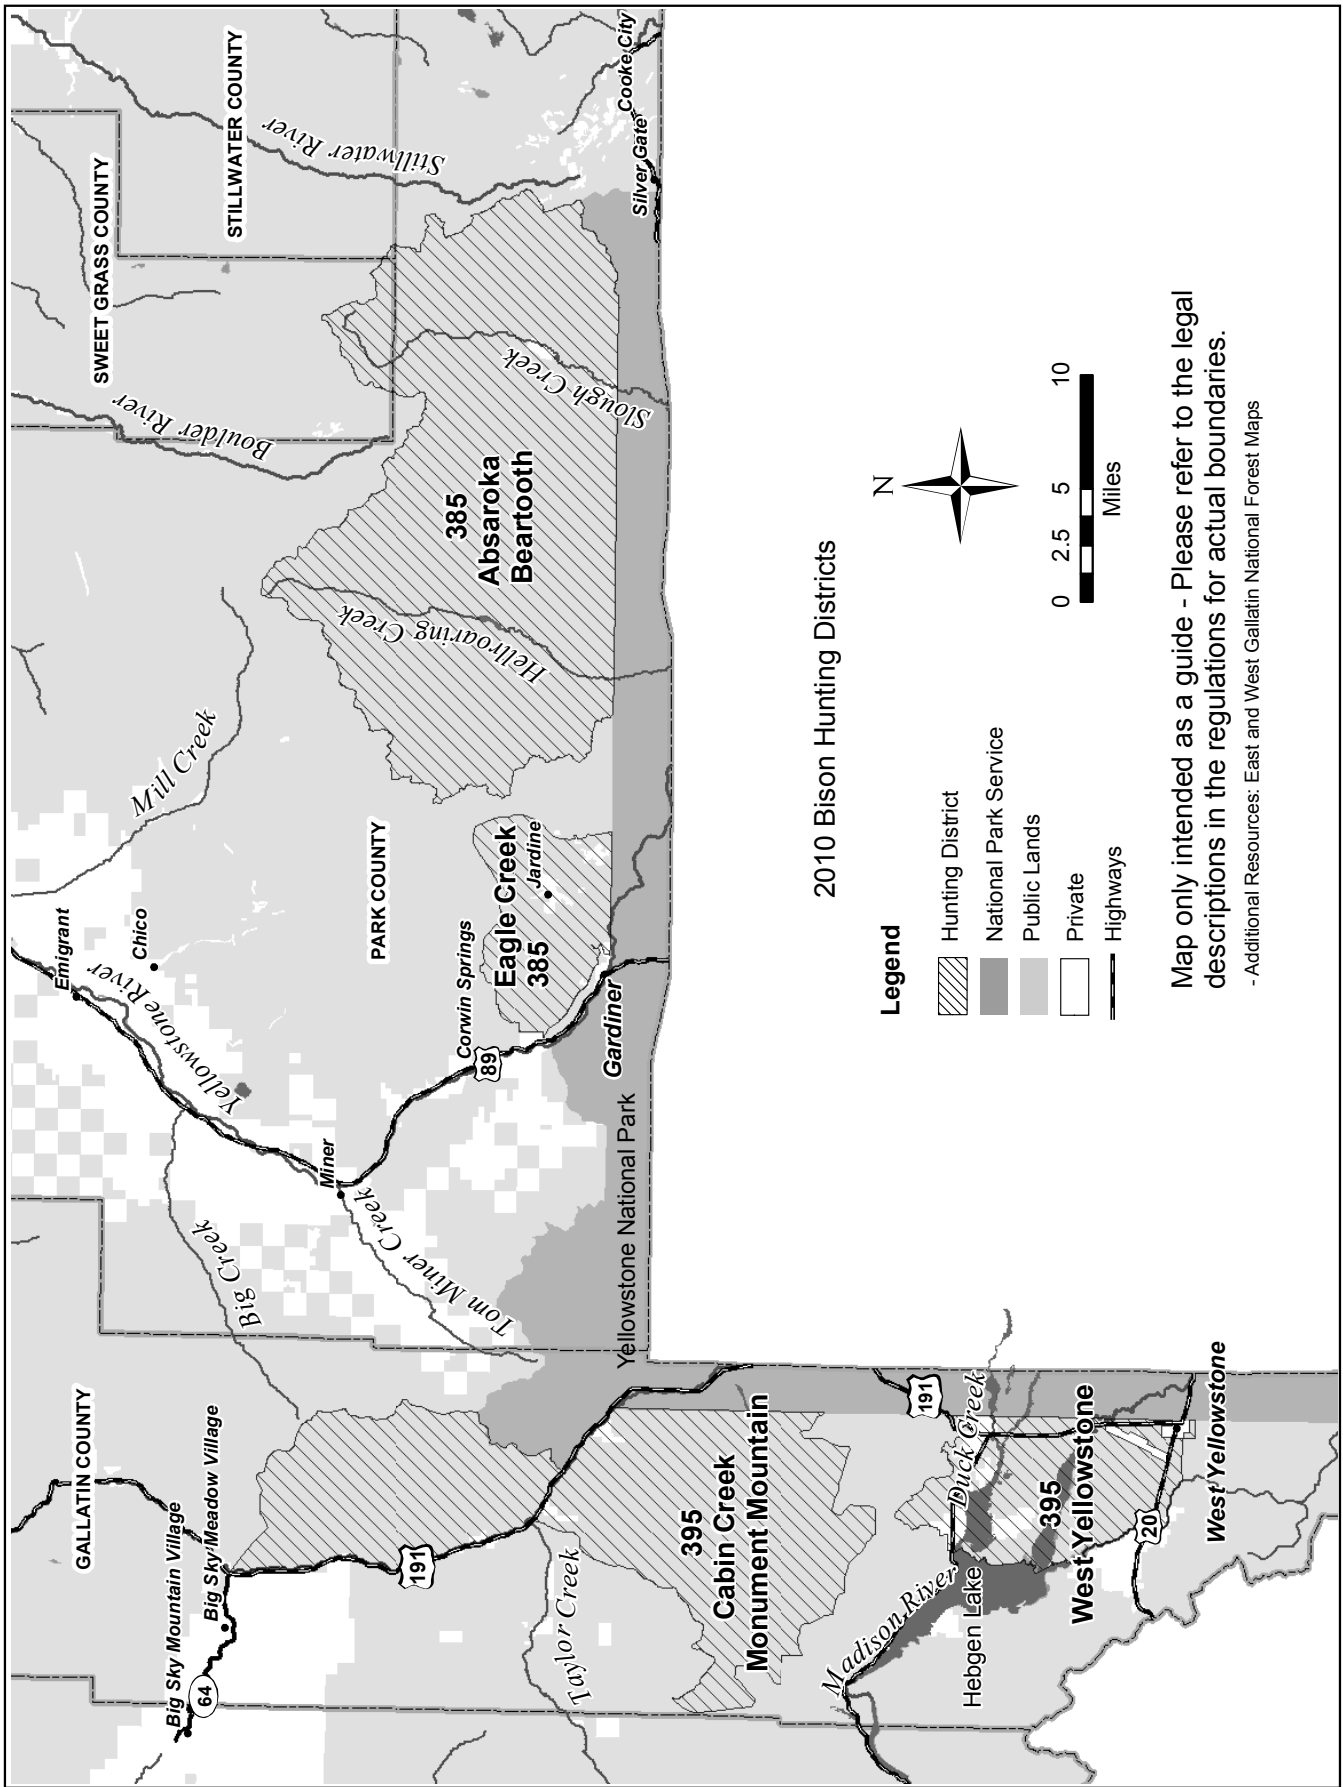 GALLATIN COUNTY
Big Sky Mountain Village
Big Sky Meadow Village
64
191
Taylor Creek
395
Cabin Creek
Monument Mountain
Madison River
Hebgen Lake
Duck Creek
191
395
West Yellowstone
20
West Yellowstone
Big Creek
Tom Miner Creek
Miner
Yellowstone River
Emigrant
Chico
Mill Creek
PARK COUNTY
Corwin Springs
89
Eagle Creek
385
Jardine
Gardiner
Yellowstone National Park
Hellroaring Creek
385
Absaroka
Beartooth
Slough Creek
Boulder River
SWEET GRASS COUNTY
STILLWATER COUNTY
Stillwater River
Silver Gate
Cooke City
2010 Bison Hunting Districts
Legend
Hunting District
National Park Service
Public Lands
Private
Highways
N
0 2.5 5 10
Miles
Map only intended as a guide - Please refer to the legal
descriptions in the regulations for actual boundaries.
- Additional Resources: East and West Gallatin National Forest Maps